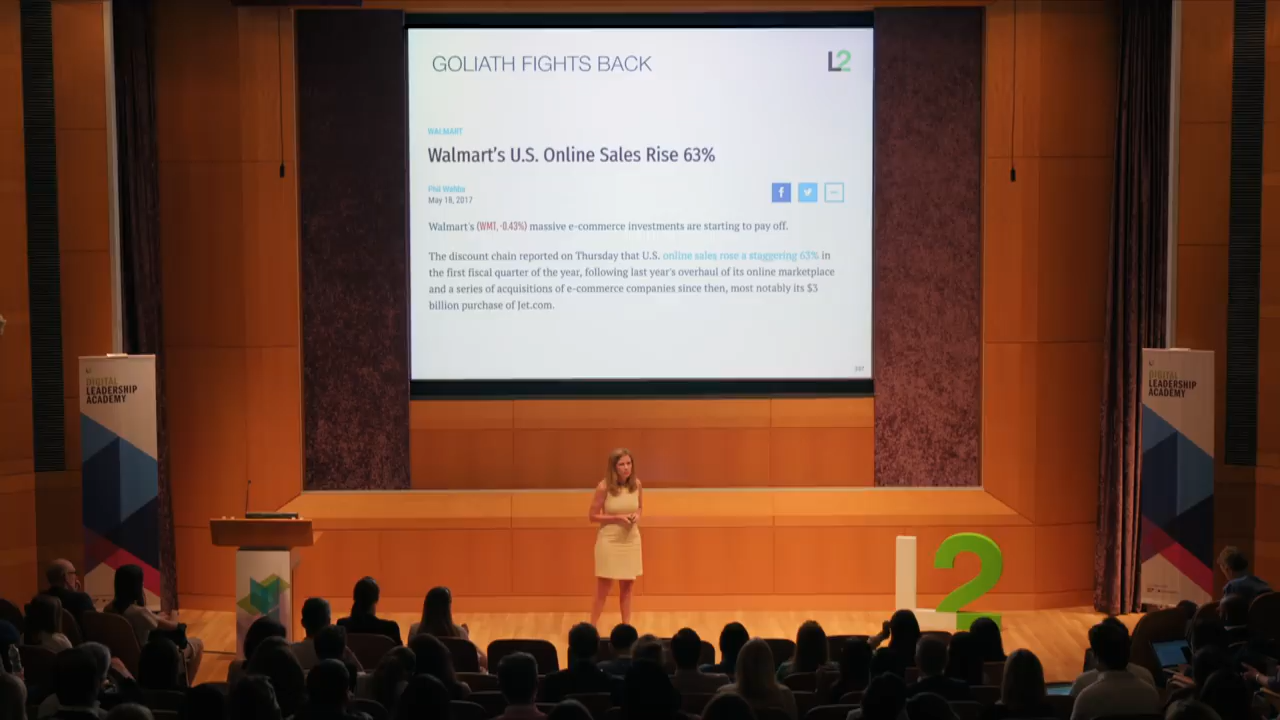 GOLIATH FIGHTS BACK
L2
WALMART
Walmart's U.S. Online Sales Rise 63%
Phil Wahba
May 18, 2017
Walmart's (WMT, -0.43%) massive e-commerce investments are starting to pay off.
The discount chain reported on Thursday that U.S. online sales rose a staggering 63% in
the first fiscal quarter of the year, following last year's overhaul of its online marketplace
and a series of acquisitions of e-commerce companies since then, most notably its $3
billion purchase of Jet.com.
DIGITAL
LEADERSHIP
ACADEMY
DIGITAL
LEADERSHIP
ACADEMY
L2